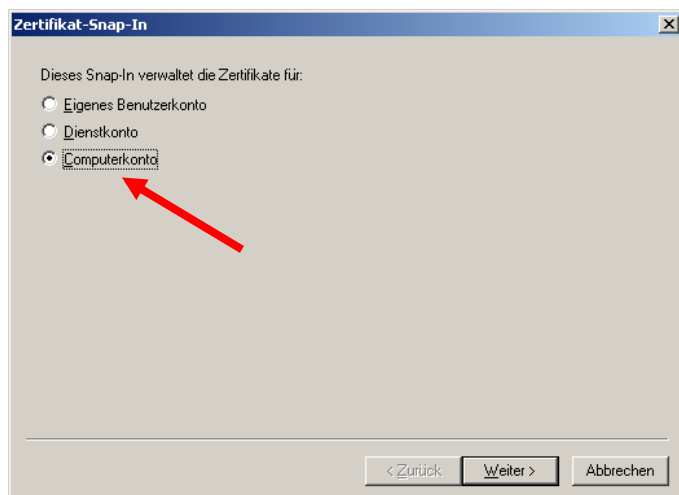 Zertifikat-Snap-In
Dieses Snap-In verwaltet die Zertifikate für:
Eigenes Benutzerkonto
Dienstkonto
Computerkonto
< Zurück Weiter > Abbrechen